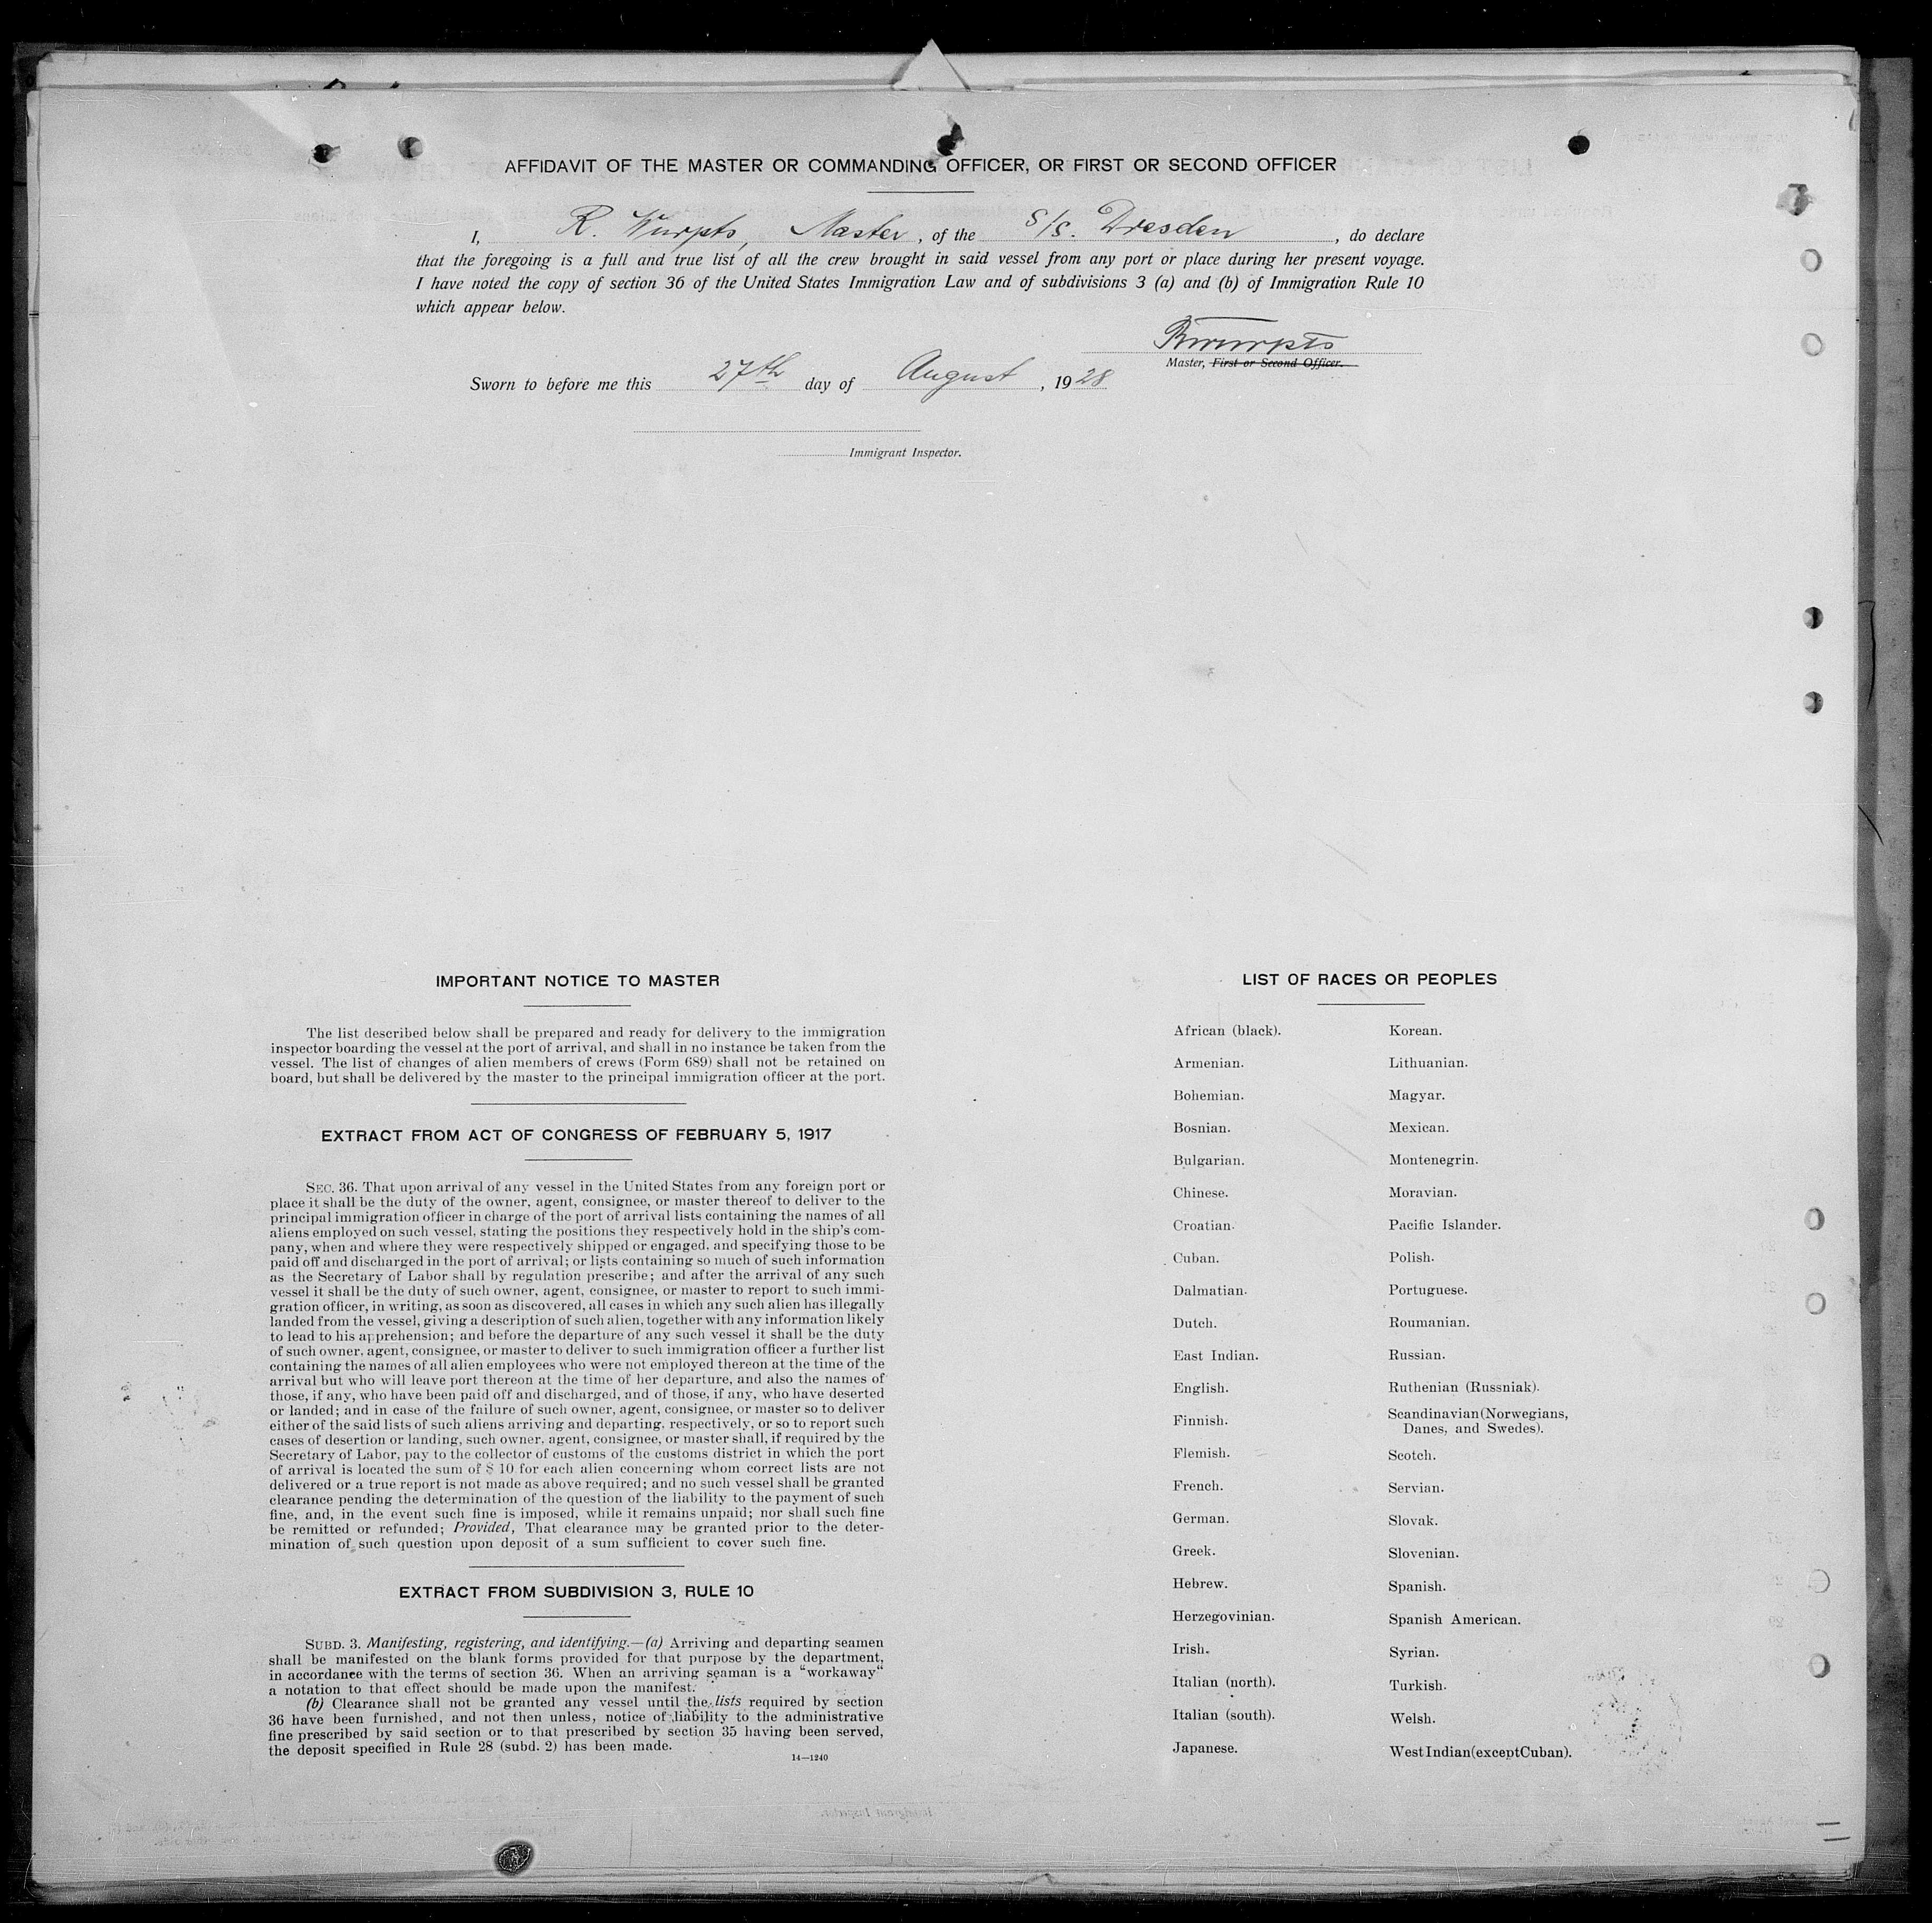 AFFIDAVIT OF THE MASTER OR COMMANDING OFFICER, OR FIRST OR SECOND OFFICER
I, R. Wurpts, Master, of the S/S. Dresden, do declare
that the foregoing is a full and true list of all the crew brought in said vessel from any port or place during her present voyage.
I have noted the copy of section 36 of the United States Immigration Law and of subdivisions 3 (a) and (b) of Immigration Rule 10
which appear below.
RWurpts
Master, First or Second Officer.
Sworn to before me this 27th day of August, 1928
Immigrant Inspector.
IMPORTANT NOTICE TO MASTER
The list described below shall be prepared and ready for delivery to the immigration
inspector boarding the vessel at the port of arrival, and shall in no instance be taken from the
vessel. The list of changes of alien members of crews (Form 689) shall not be retained on
board, but shall be delivered by the master to the principal immigration officer at the port.
EXTRACT FROM ACT OF CONGRESS OF FEBRUARY 5, 1917
SEC. 36. That upon arrival of any vessel in the United States from any foreign port or
place it shall be the duty of the owner, agent, consignee, or master thereof to deliver to the
principal immigration officer in charge of the port of arrival lists containing the names of all
aliens employed on such vessel, stating the positions they respectively hold in the ship's com-
pany, when and where they were respectively shipped or engaged, and specifying those to be
paid off and discharged in the port of arrival; or lists containing so much of such information
as the Secretary of Labor shall by regulation prescribe; and after the arrival of any such
vessel it shall be the duty of such owner, agent, consignee, or master to report to such immi-
gration officer, in writing, as soon as discovered, all cases in which any such alien has illegally
landed from the vessel, giving a description of such alien, together with any information likely
to lead to his apprehension; and before the departure of any such vessel it shall be the duty
of such owner, agent, consignee, or master to deliver to such immigration officer a further list
containing the names of all alien employees who were not employed thereon at the time of the
arrival but who will leave port thereon at the time of her departure, and also the names of
those, if any, who have been paid off and discharged, and of those, if any, who have deserted
or landed; and in case of the failure of such owner, agent, consignee, or master so to deliver
either of the said lists of such aliens arriving and departing, respectively, or so to report such
cases of desertion or landing, such owner, agent, consignee, or master shall, if required by the
Secretary of Labor, pay to the collector of customs of the customs district in which the port
of arrival is located the sum of $ 10 for each alien concerning whom correct lists are not
delivered or a true report is not made as above required; and no such vessel shall be granted
clearance pending the determination of the question of the liability to the payment of such
fine, and, in the event such fine is imposed, while it remains unpaid; nor shall such fine
be remitted or refunded; Provided, That clearance may be granted prior to the deter-
mination of such question upon deposit of a sum sufficient to cover such fine.
EXTRACT FROM SUBDIVISION 3, RULE 10
SUBD. 3. Manifesting, registering, and identifying.—(a) Arriving and departing seamen
shall be manifested on the blank forms provided for that purpose by the department,
in accordance with the terms of section 36. When an arriving seaman is a “workaway“
a notation to that effect should be made upon the manifest.
(b) Clearance shall not be granted any vessel until the lists required by section
36 have been furnished, and not then unless, notice of liability to the administrative
fine prescribed by said section or to that prescribed by section 35 having been served,
the deposit specified in Rule 28 (subd. 2) has been made.
14—1240
LIST OF RACES OR PEOPLES
African (black).
Armenian.
Bohemian.
Bosnian.
Bulgarian.
Chinese.
Croatian.
Cuban.
Dalmatian.
Dutch.
East Indian.
English.
Finnish.
Flemish.
French.
German.
Greek.
Hebrew.
Herzegovinian.
Irish.
Italian (north).
Italian (south).
Japanese.
Korean.
Lithuanian.
Magyar.
Mexican.
Montenegrin.
Moravian.
Pacific Islander.
Polish.
Portuguese.
Roumanian.
Russian.
Ruthenian (Russniak).
Scandinavian (Norwegians,
Danes, and Swedes).
Scotch.
Servian.
Slovak.
Slovenian.
Spanish.
Spanish American.
Syrian.
Turkish.
Welsh.
West Indian (except Cuban).